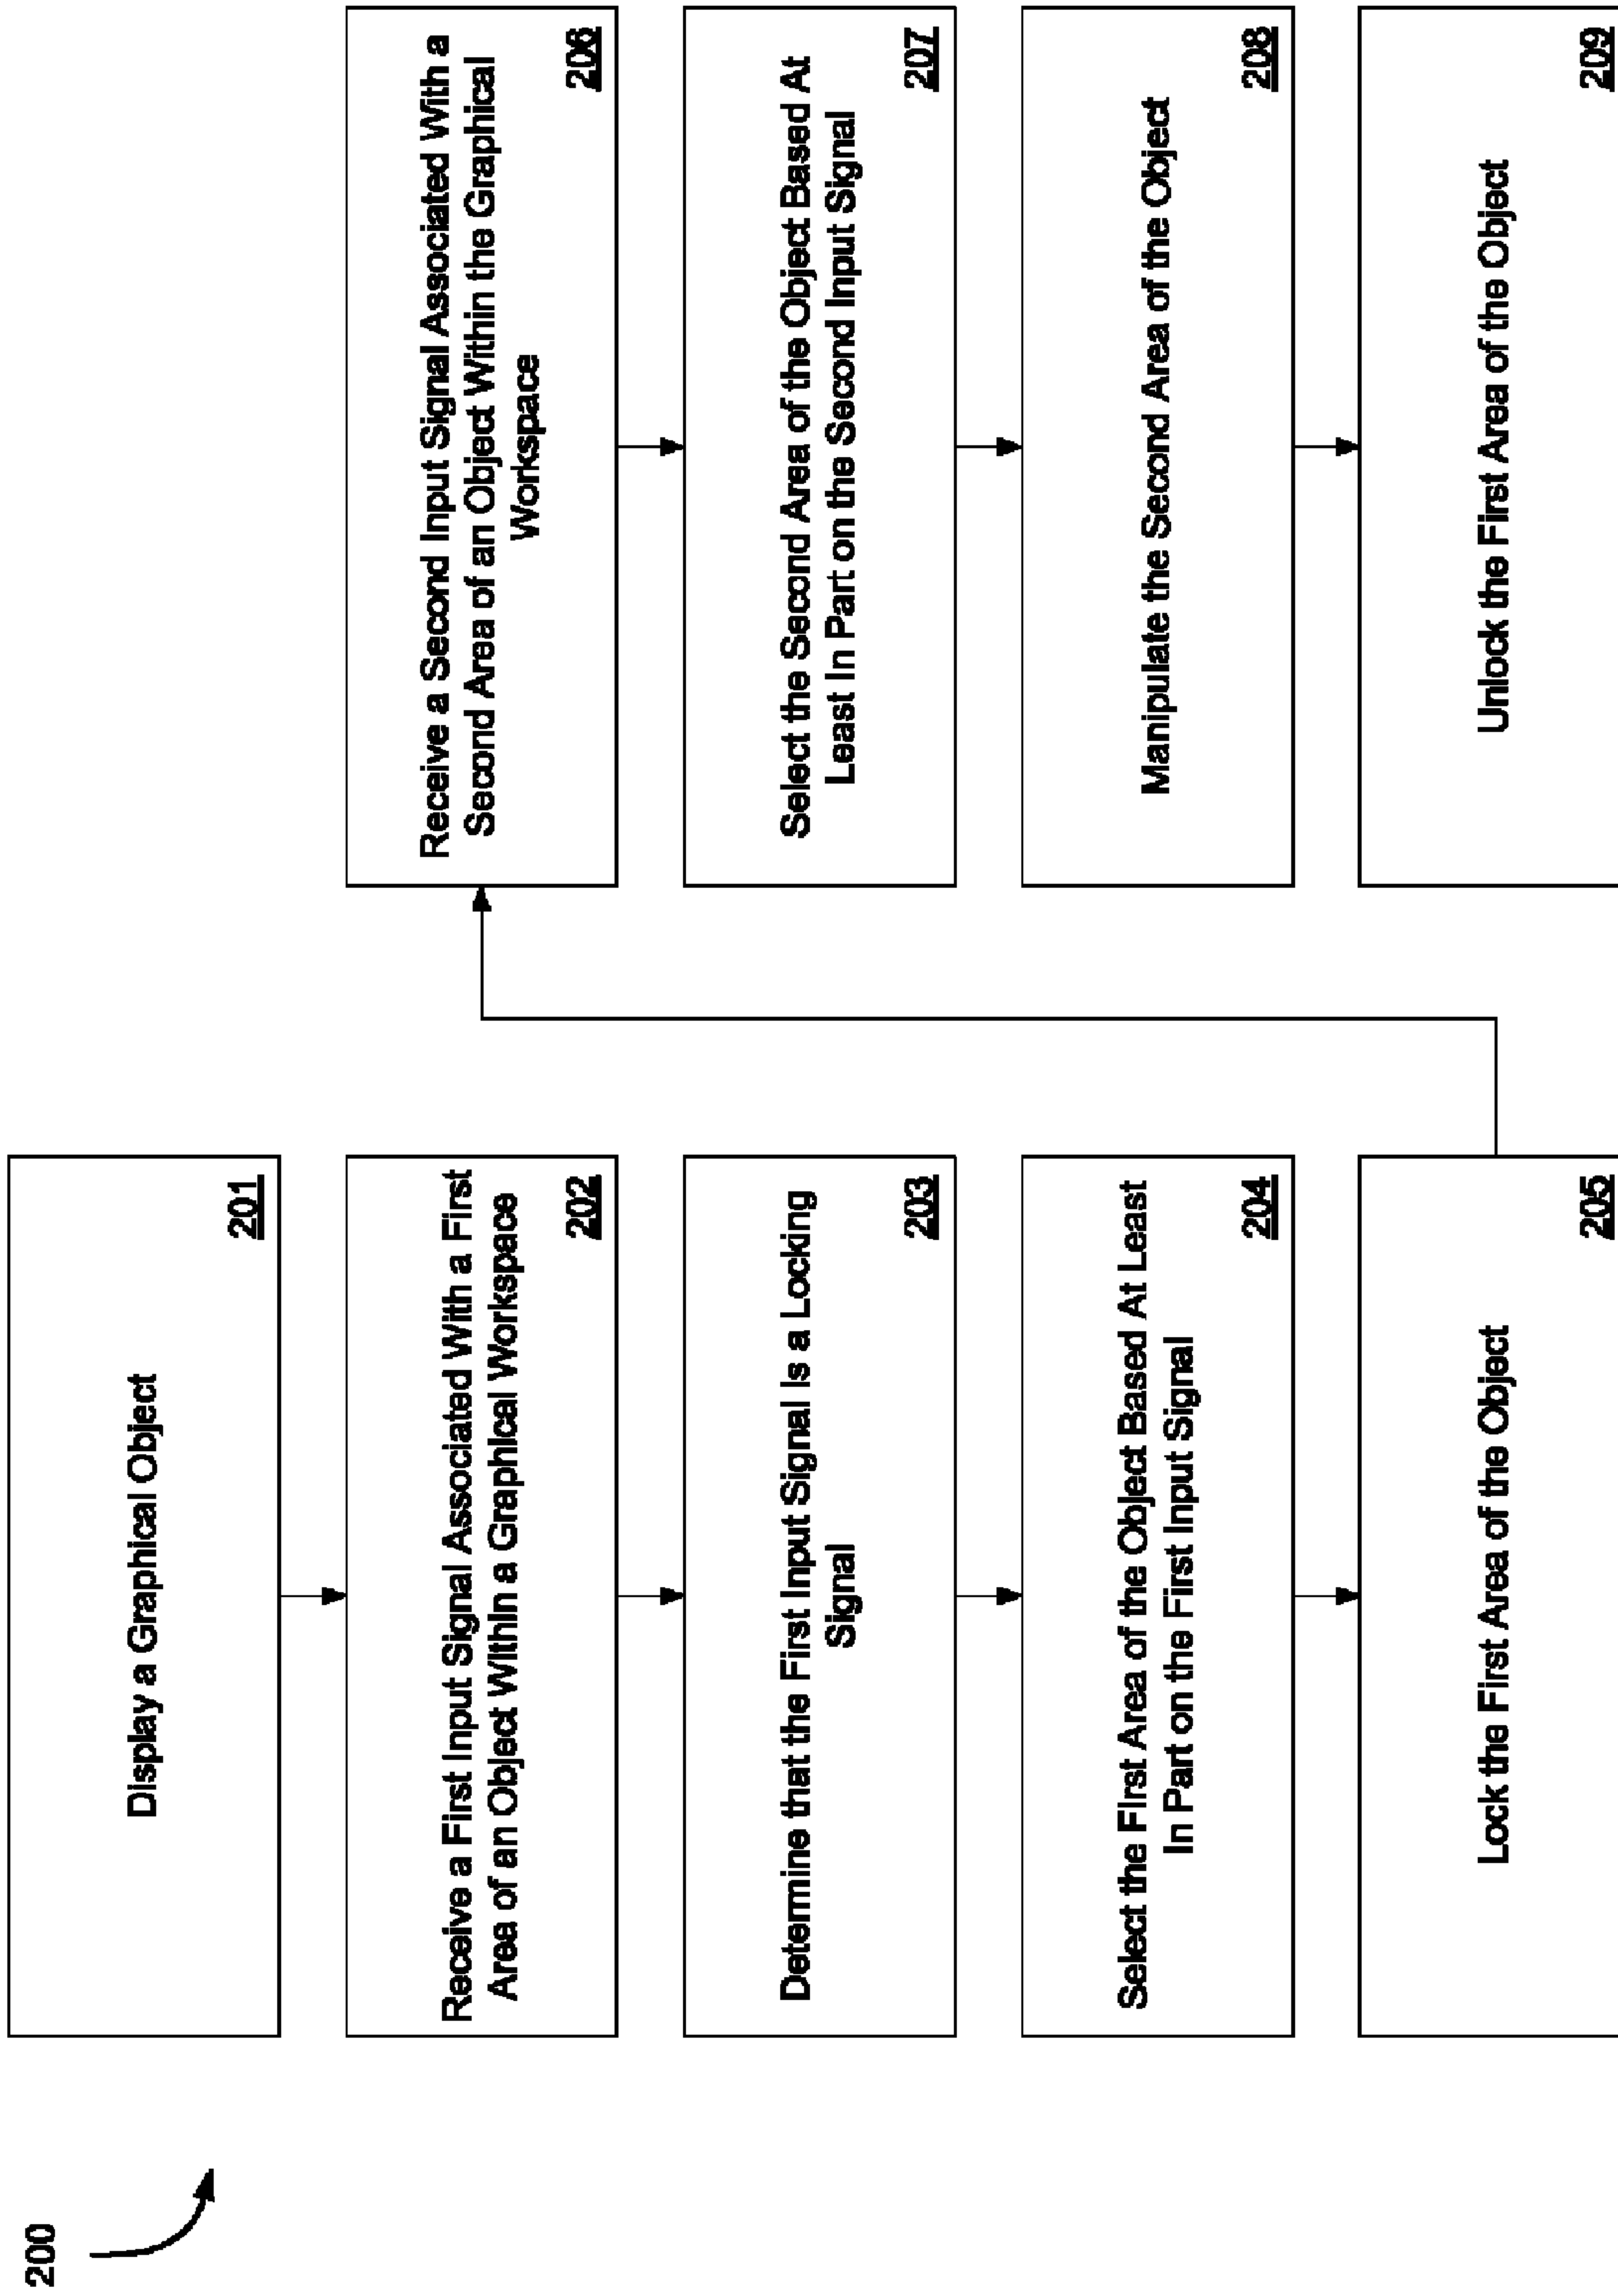 200
Display a Graphical Object
201
Receive a First Input Signal Associated With a First
Area of an Object Within a Graphical Workspace
202
Determine that the First Input Signal is a Locking
Signal
203
Select the First Area of the Object Based At Least
In Part on the First Input Signal
204
Lock the First Area of the Object
205
Receive a Second Input Signal Associated With a
Second Area of an Object Within the Graphical
Workspace
206
Select the Second Area of the Object Based At
Least In Part on the Second Input Signal
207
Manipulate the Second Area of the Object
208
Unlock the First Area of the Object
209